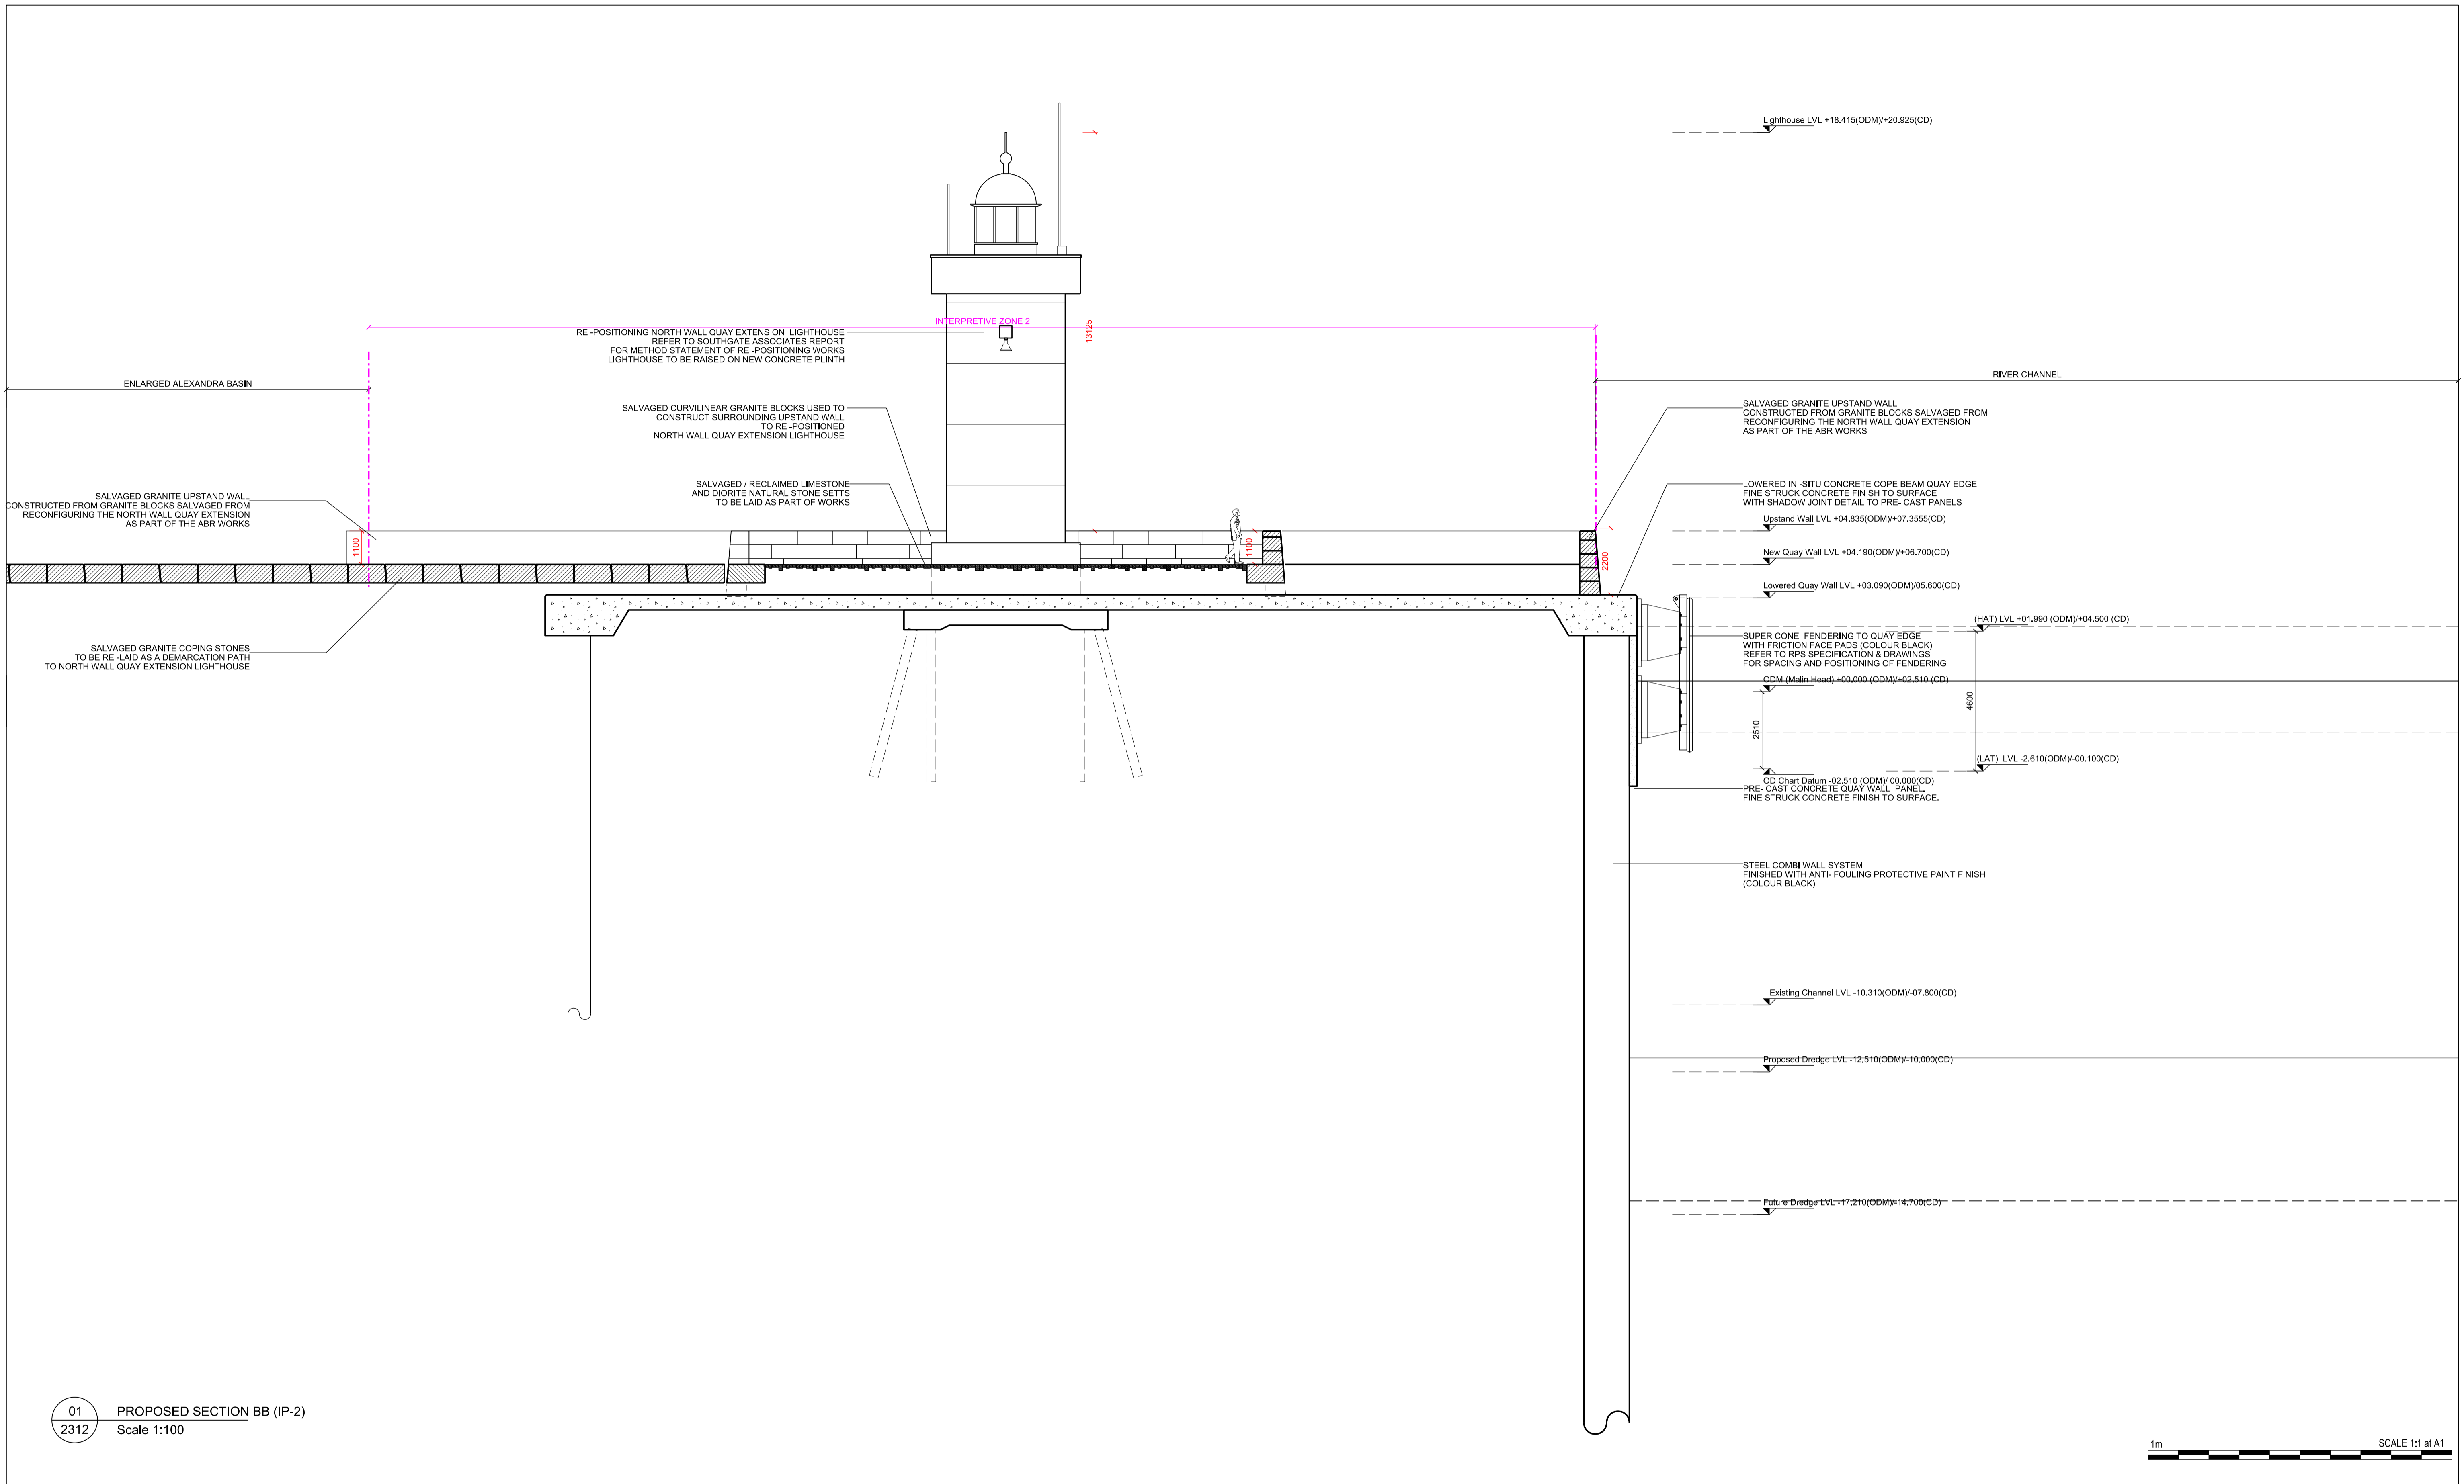 Lighthouse LVL +18.415(ODM)/+20.925(CD)
13125
INTERPRETIVE ZONE 2
RE -POSITIONING NORTH WALL QUAY EXTENSION  LIGHTHOUSE
REFER TO SOUTHGATE ASSOCIATES REPORT
FOR METHOD STATEMENT OF RE -POSITIONING WORKS
LIGHTHOUSE TO BE RAISED ON NEW CONCRETE PLINTH
ENLARGED ALEXANDRA BASIN
RIVER CHANNEL
SALVAGED CURVILINEAR GRANITE BLOCKS USED TO
CONSTRUCT SURROUNDING UPSTAND WALL
TO RE -POSITIONED
NORTH WALL QUAY EXTENSION LIGHTHOUSE
SALVAGED GRANITE UPSTAND WALL
CONSTRUCTED FROM GRANITE BLOCKS SALVAGED FROM
RECONFIGURING THE NORTH WALL QUAY EXTENSION
AS PART OF THE ABR WORKS
SALVAGED / RECLAIMED LIMESTONE
AND DIORITE NATURAL STONE SETTS
TO BE LAID AS PART OF WORKS
LOWERED IN -SITU CONCRETE COPE BEAM QUAY EDGE
FINE STRUCK CONCRETE FINISH TO SURFACE
WITH SHADOW JOINT DETAIL TO PRE- CAST PANELS
SALVAGED GRANITE UPSTAND WALL
CONSTRUCTED FROM GRANITE BLOCKS SALVAGED FROM
RECONFIGURING THE NORTH WALL QUAY EXTENSION
AS PART OF THE ABR WORKS
1100
1100
2200
Upstand Wall LVL +04.835(ODM)/+07.3555(CD)
New Quay Wall LVL +04.190(ODM)/+06.700(CD)
Lowered Quay Wall LVL +03.090(ODM)/05.600(CD)
(HAT) LVL +01.990 (ODM)/+04.500 (CD)
SUPER CONE  FENDERING TO QUAY EDGE
WITH FRICTION FACE PADS (COLOUR BLACK)
REFER TO RPS SPECIFICATION & DRAWINGS
FOR SPACING AND POSITIONING OF FENDERING
SALVAGED GRANITE COPING STONES
TO BE RE -LAID AS A DEMARCATION PATH
TO NORTH WALL QUAY EXTENSION LIGHTHOUSE
ODM (Malin Head) +00.000 (ODM)/+02.510 (CD)
2510
4600
(LAT)  LVL -2.610(ODM)/-00.100(CD)
OD Chart Datum -02.510 (ODM)/ 00.000(CD)
PRE- CAST CONCRETE QUAY WALL  PANEL.
FINE STRUCK CONCRETE FINISH TO SURFACE.
STEEL COMBI WALL SYSTEM
FINISHED WITH ANTI- FOULING PROTECTIVE PAINT FINISH
(COLOUR BLACK)
Existing Channel LVL -10.310(ODM)/-07.800(CD)
Proposed Dredge LVL -12.510(ODM)/-10.000(CD)
Future Dredge LVL -17.210(ODM)/-14.700(CD)
01
2312
PROPOSED SECTION BB (IP-2)
Scale 1:100
1m
SCALE 1:1 at A1